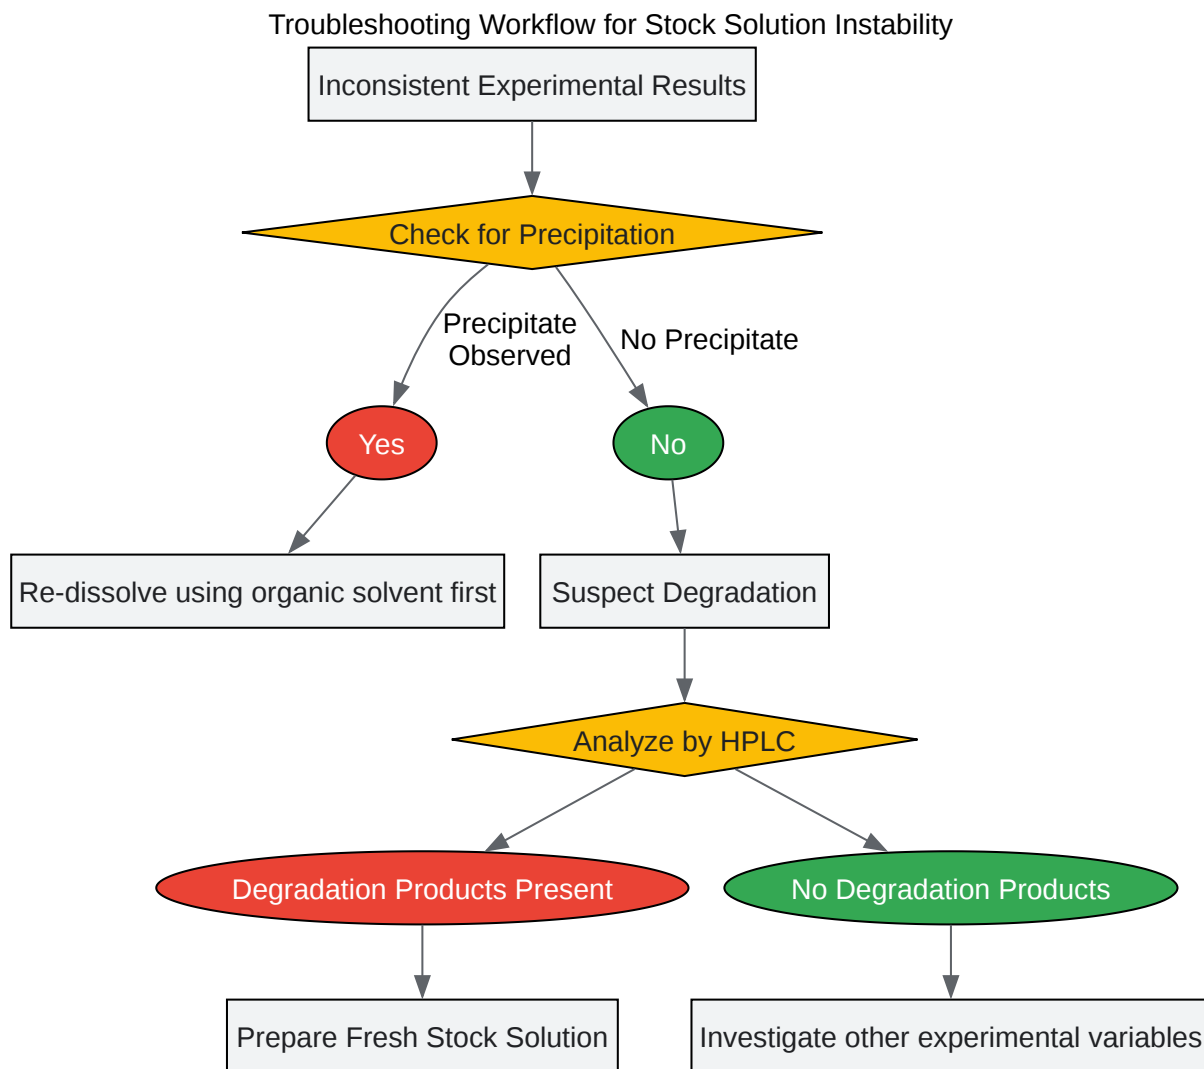 Troubleshooting Workflow for Stock Solution Instability
Inconsistent Experimental Results
Check for Precipitation
Precipitate
Observed
No Precipitate
Yes
No
Re-dissolve using organic solvent first
Suspect Degradation
Analyze by HPLC
Degradation Products Present
No Degradation Products
Prepare Fresh Stock Solution
Investigate other experimental variables